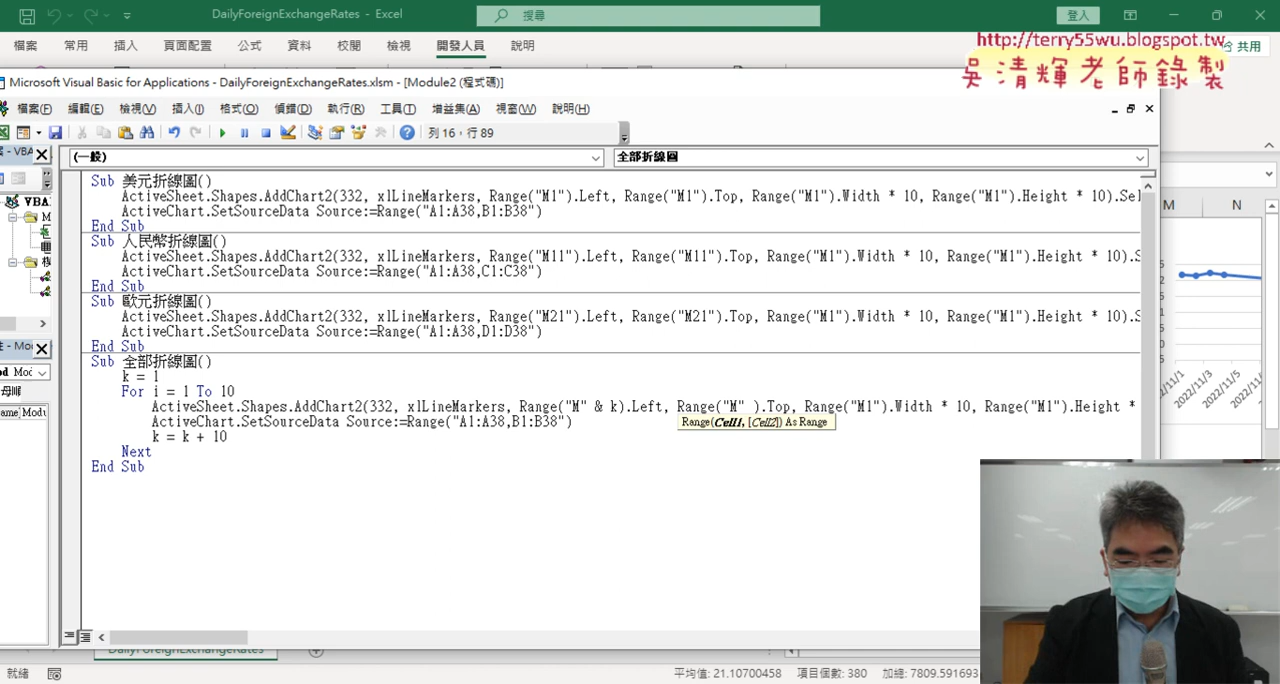 DailyForeignExchangeRates - Excel
搜尋
登入
檔案 常用 插入 頁面配置 公式 資料 校閱 檢視 開發人員 說明
共用
http://terry55wu.blogspot.tw
吳清輝老師錄製
Microsoft Visual Basic for Applications - DailyForeignExchangeRates.xlsm - [Module2 (程式碼)]
檔案(F) 編輯(E) 檢視(V) 插入(I) 格式(O) 偵錯(D) 執行(R) 工具(T) 增益集(A) 視窗(W) 說明(H)
列 16，行 89
(一般) 全部折線圖
Sub 美元折線圖()
ActiveSheet.Shapes.AddChart2(332, xlLineMarkers, Range("M1").Left, Range("M1").Top, Range("M1").Width * 10, Range("M1").Height * 10).Sel
ActiveChart.SetSourceData Source:=Range("A1:A38,B1:B38")
End Sub
Sub 人民幣折線圖()
ActiveSheet.Shapes.AddChart2(332, xlLineMarkers, Range("M11").Left, Range("M11").Top, Range("M1").Width * 10, Range("M1").Height * 10).S
ActiveChart.SetSourceData Source:=Range("A1:A38,C1:C38")
End Sub
Sub 歐元折線圖()
ActiveSheet.Shapes.AddChart2(332, xlLineMarkers, Range("M21").Left, Range("M21").Top, Range("M1").Width * 10, Range("M1").Height * 10).S
ActiveChart.SetSourceData Source:=Range("A1:A38,D1:D38")
End Sub
Sub 全部折線圖()
k = 1
For i = 1 To 10
ActiveSheet.Shapes.AddChart2(332, xlLineMarkers, Range("M" & k).Left, Range("M" ).Top, Range("M1").Width * 10, Range("M1").Height *
ActiveChart.SetSourceData Source:=Range("A1:A38,B1:B38")
Range(Cell1, [Cell2]) As Range
k = k + 10
Next
End Sub
M N
2022/11/3
2022/11/5
DailyForeignExchangeRates
就緒
平均值: 21.10700458 項目個數: 380 加總: 7809.591693